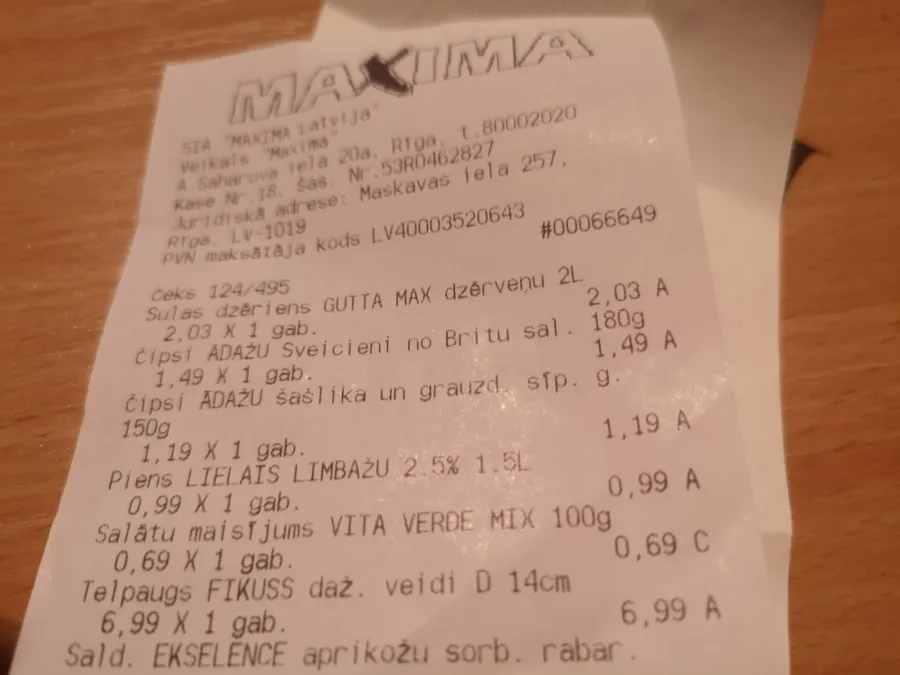 MAXIMA
SIA "MAXIMA Latvija"
Veikals "Maxima"
A.Saharova iela 20a, Rīga, t.80002020
Kase Nr.18, Šas. Nr.53R0462827
Juridiskā adrese: Maskavas iela 257,
Rīga, LV-1019
PVN maksātāja kods LV40003520643
#00066649
Čeks 124/495
Sulas dzēriens GUTTA MAX dzērveņu 2L
2,03 X 1 gab. 2,03 A
Čipsi ĀDAŽU Sveicieni no Britu sal. 180g
1,49 X 1 gab. 1,49 A
Čipsi ĀDAŽU šašlika un grauzd. sīp. g.
150g
1,19 X 1 gab. 1,19 A
Piens LIELAIS LIMBAŽU 2.5% 1.5L
0,99 X 1 gab. 0,99 A
Salātu maisījums VITA VERDE MIX 100g
0,69 X 1 gab. 0,69 C
Telpaugs FIKUSS daž. veidi D 14cm
6,99 X 1 gab. 6,99 A
Sald. EKSELENCE aprikožu sorb. rabar.